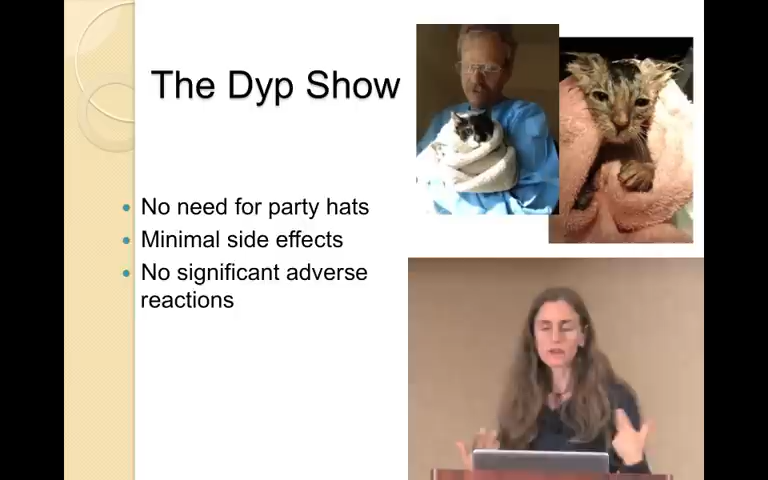 The Dyp Show
No need for party hats
Minimal side effects
No significant adverse
reactions